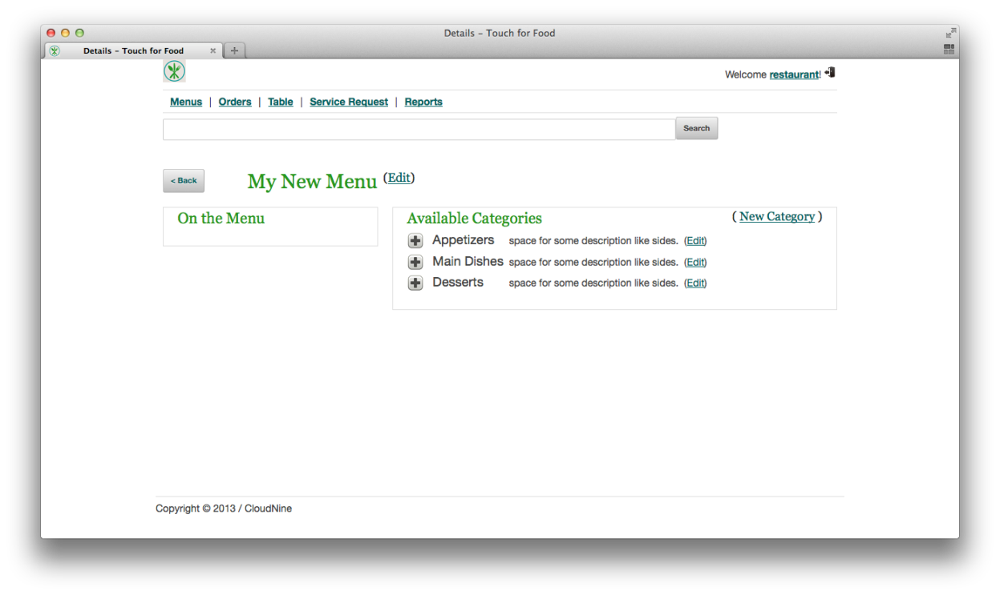 Details – Touch for Food
Details – Touch for Food
Welcome restaurant!
Menus | Orders | Table | Service Request | Reports
Search
< Back
My New Menu (Edit)
On the Menu
Available Categories ( New Category )
Appetizers space for some description like sides. (Edit)
Main Dishes space for some description like sides. (Edit)
Desserts space for some description like sides. (Edit)
Copyright © 2013 / CloudNine